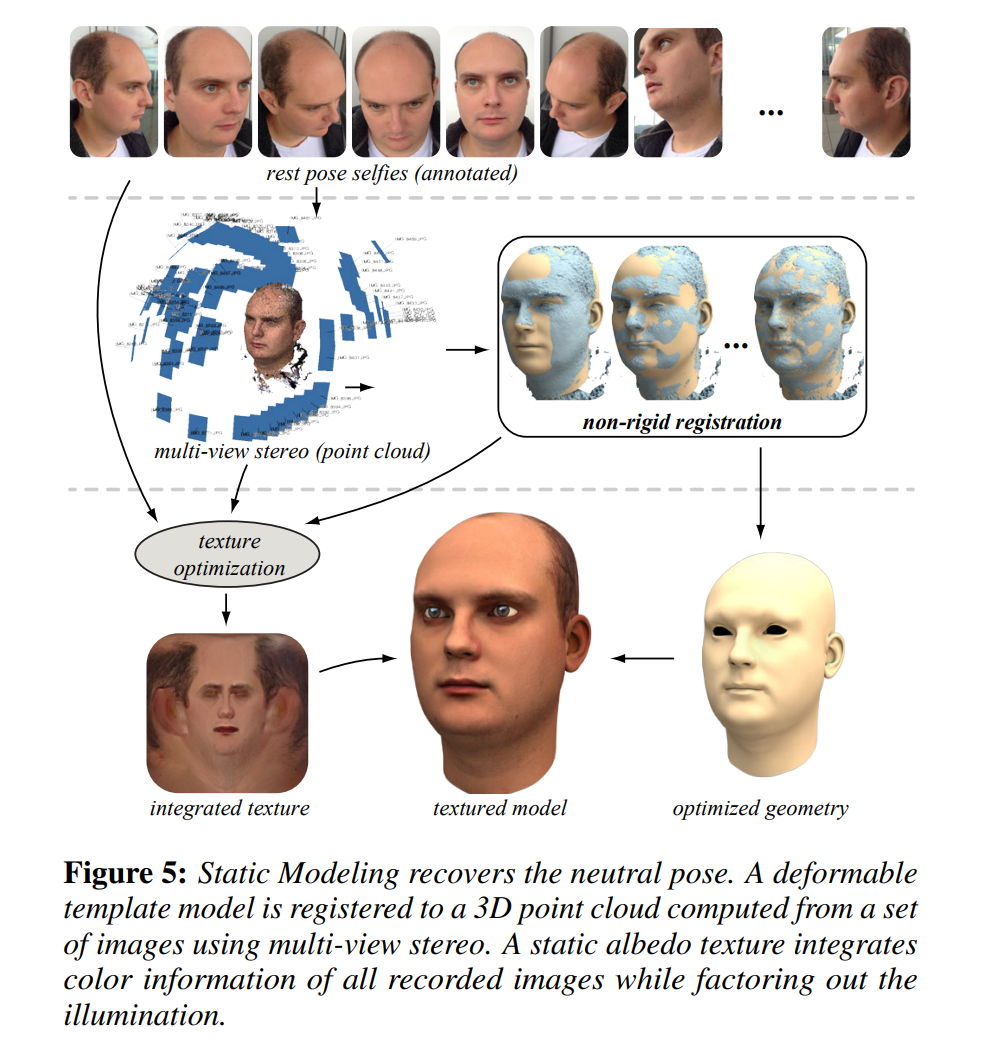 ...
rest pose selfies (annotated)
...
multi-view stereo (point cloud)
non-rigid registration
texture
optimization
integrated texture
textured model
optimized geometry
Figure 5: Static Modeling recovers the neutral pose. A deformable
template model is registered to a 3D point cloud computed from a set
of images using multi-view stereo. A static albedo texture integrates
color information of all recorded images while factoring out the
illumination.